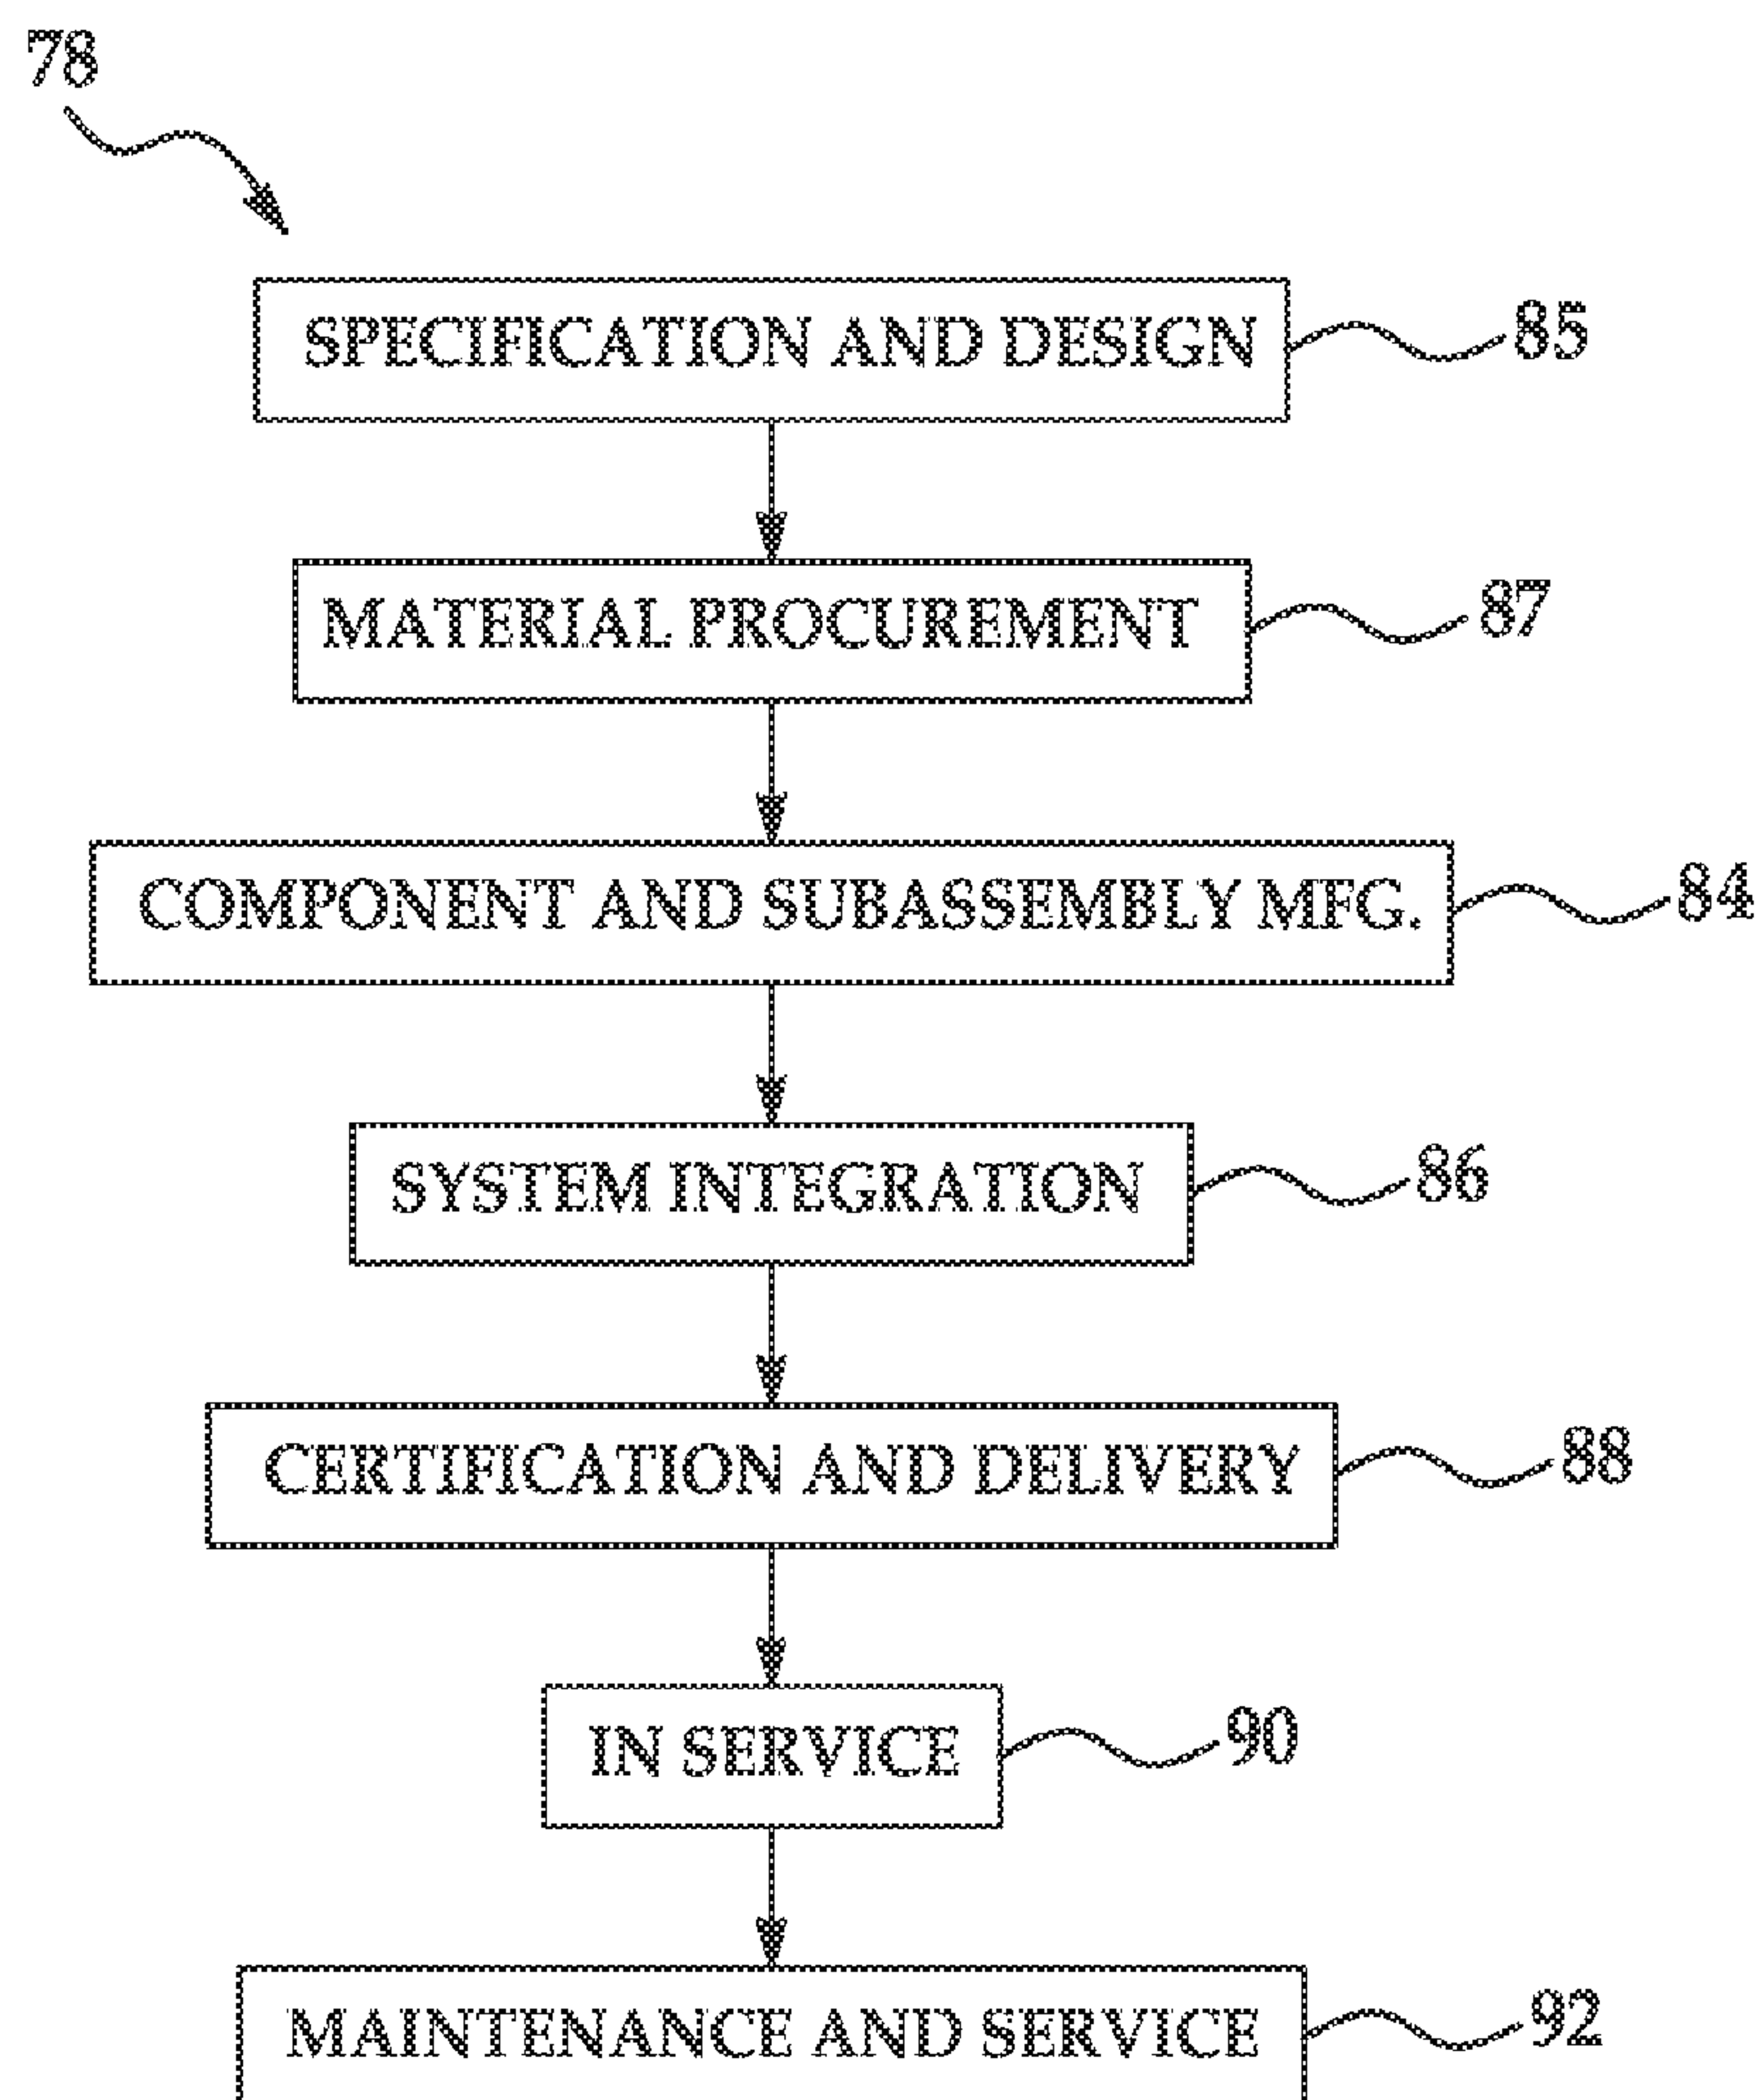 78
SPECIFICATION AND DESIGN 85
MATERIAL PROCUREMENT 87
COMPONENT AND SUBASSEMBLY MFG. 84
SYSTEM INTEGRATION 86
CERTIFICATION AND DELIVERY 88
IN SERVICE 90
MAINTENANCE AND SERVICE 92